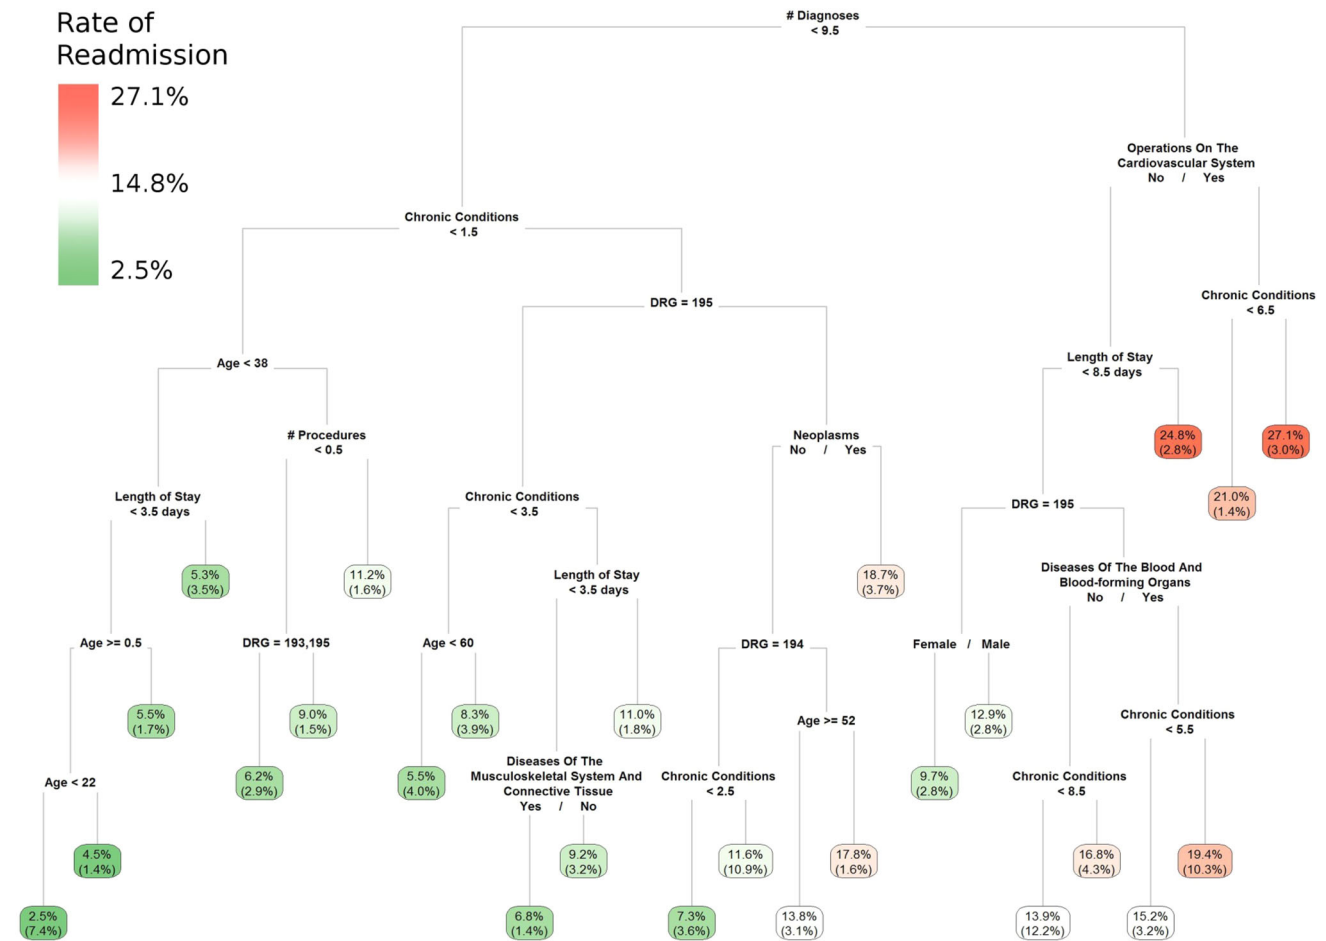 Rate of
Readmission
27.1%
14.8%
2.5%
# Diagnoses
< 9.5
Operations On The
Cardiovascular System
No / Yes
Chronic Conditions
< 1.5
Chronic Conditions
< 6.5
DRG = 195
Length of Stay
< 8.5 days
Age < 38
# Procedures
< 0.5
Neoplasms
No / Yes
24.8%
(2.8%)
27.1%
(3.0%)
Length of Stay
< 3.5 days
Chronic Conditions
< 3.5
21.0%
(1.4%)
DRG = 195
5.3%
(3.5%)
11.2%
(1.6%)
Length of Stay
< 3.5 days
18.7%
(3.7%)
Diseases Of The Blood And
Blood-forming Organs
No / Yes
Age >= 0.5
DRG = 193,195
Age < 60
DRG = 194
Female / Male
5.5%
(1.7%)
9.0%
(1.5%)
8.3%
(3.9%)
11.0%
(1.8%)
Age >= 52
12.9%
(2.8%)
Chronic Conditions
< 5.5
Age < 22
6.2%
(2.9%)
5.5%
(4.0%)
Diseases Of The
Musculoskeletal System And
Connective Tissue
Yes / No
Chronic Conditions
< 2.5
9.7%
(2.8%)
Chronic Conditions
< 8.5
4.5%
(1.4%)
9.2%
(3.2%)
11.6%
(10.9%)
17.8%
(1.6%)
16.8%
(4.3%)
19.4%
(10.3%)
2.5%
(7.4%)
6.8%
(1.4%)
7.3%
(3.6%)
13.8%
(3.1%)
13.9%
(12.2%)
15.2%
(3.2%)